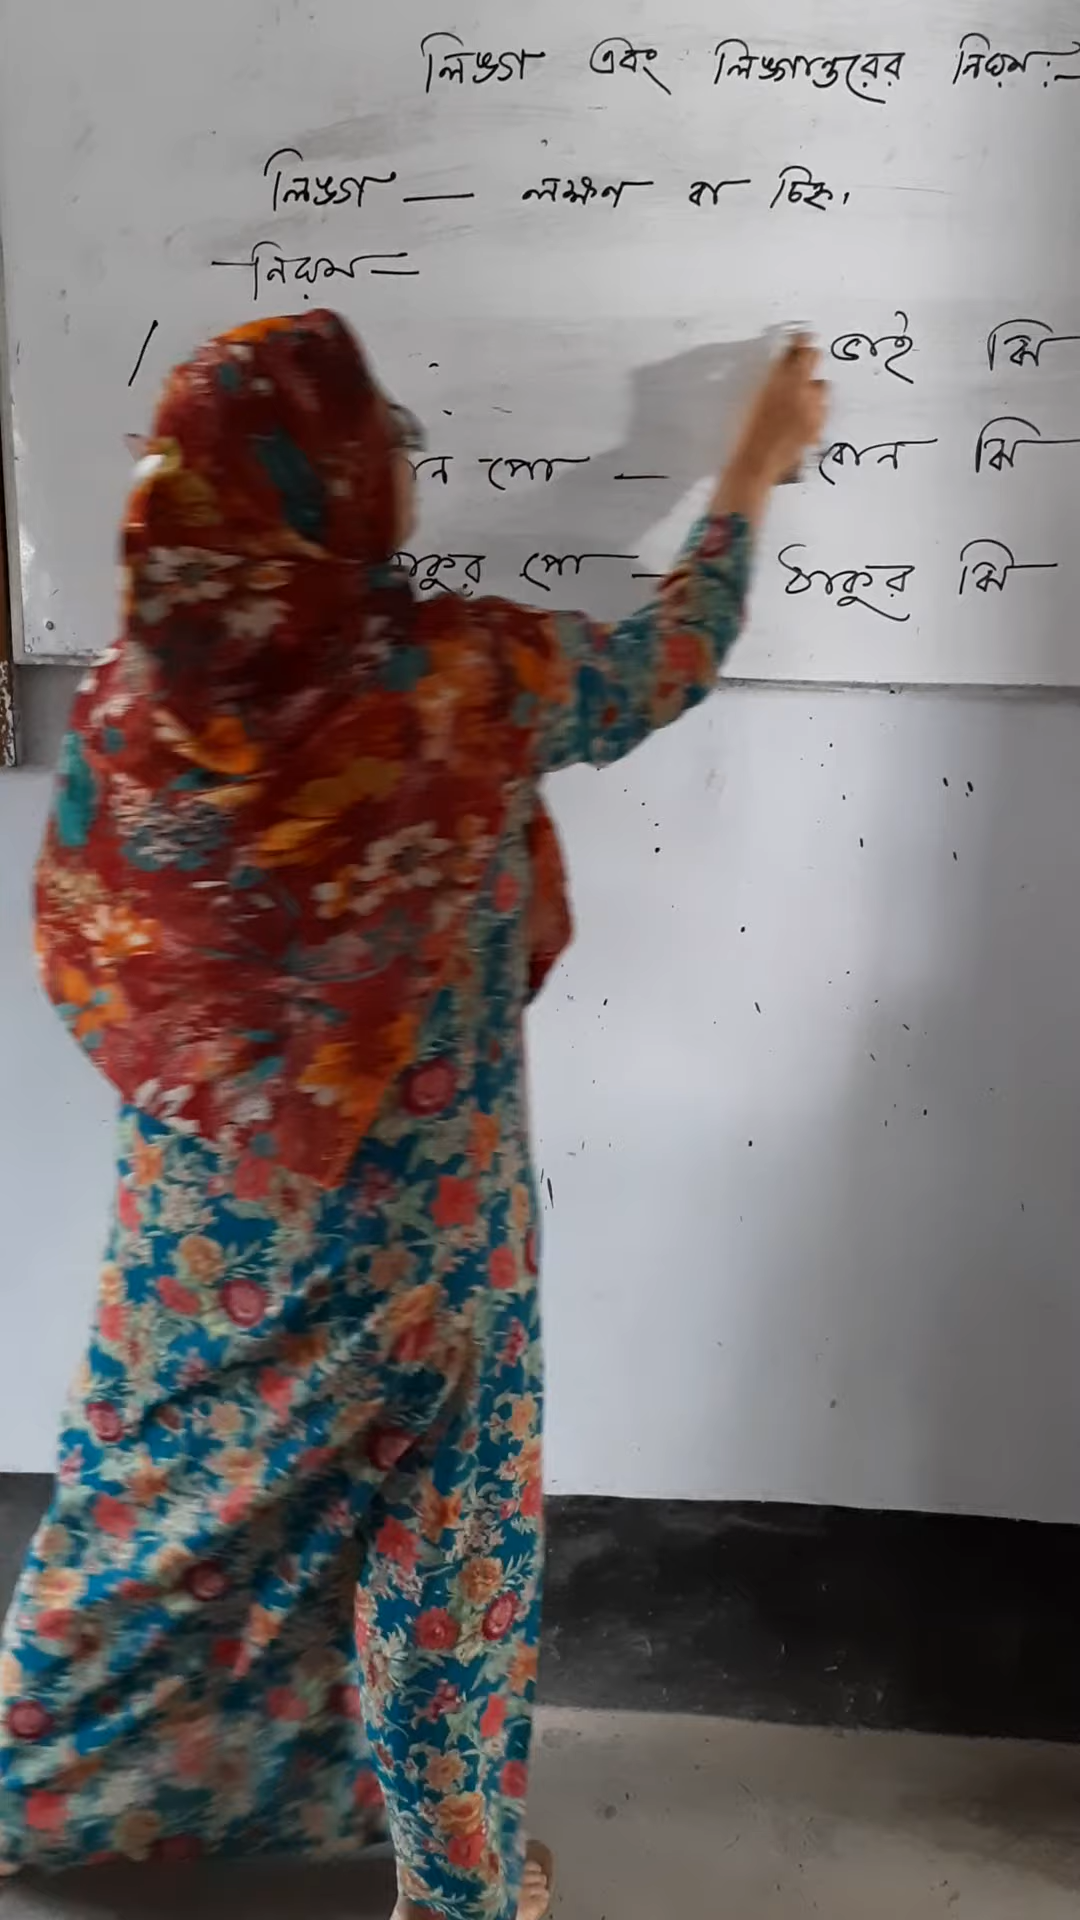 লিঙ্গ এবং লিঙ্গান্তরের নিয়ম:-
লিঙ্গ — লক্ষণ বা চিহ্ন।
নিয়ম=
ভাই ঝি
পো — বোন ঝি
পো — ঠাকুর ঝি